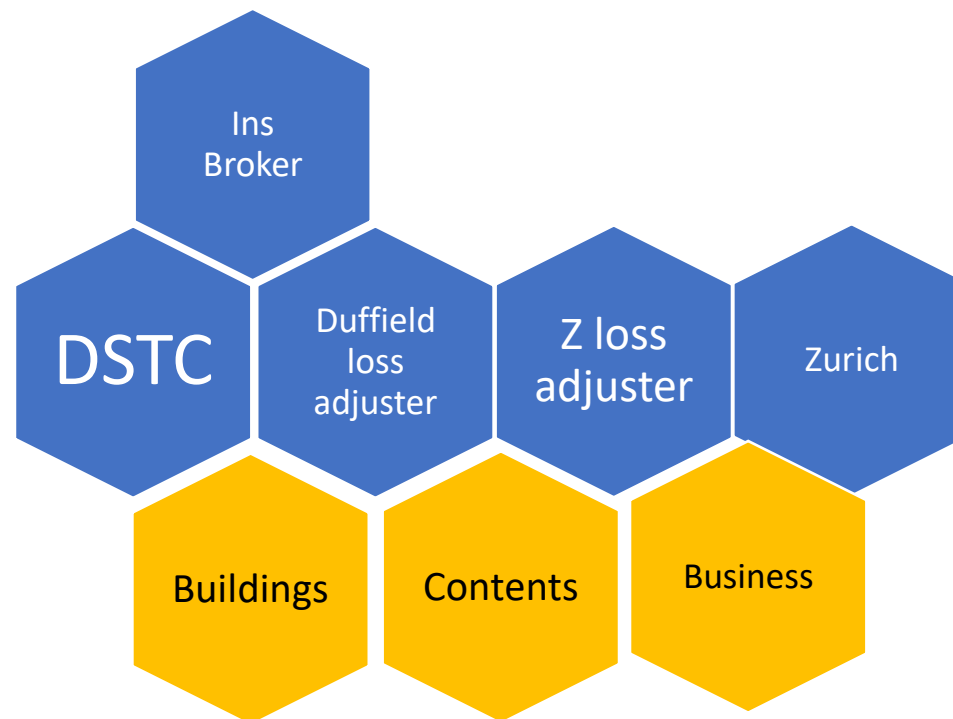 Ins
Broker
DSTC
Duffield
loss
adjuster
Z loss
adjuster
Zurich
Buildings
Contents
Business